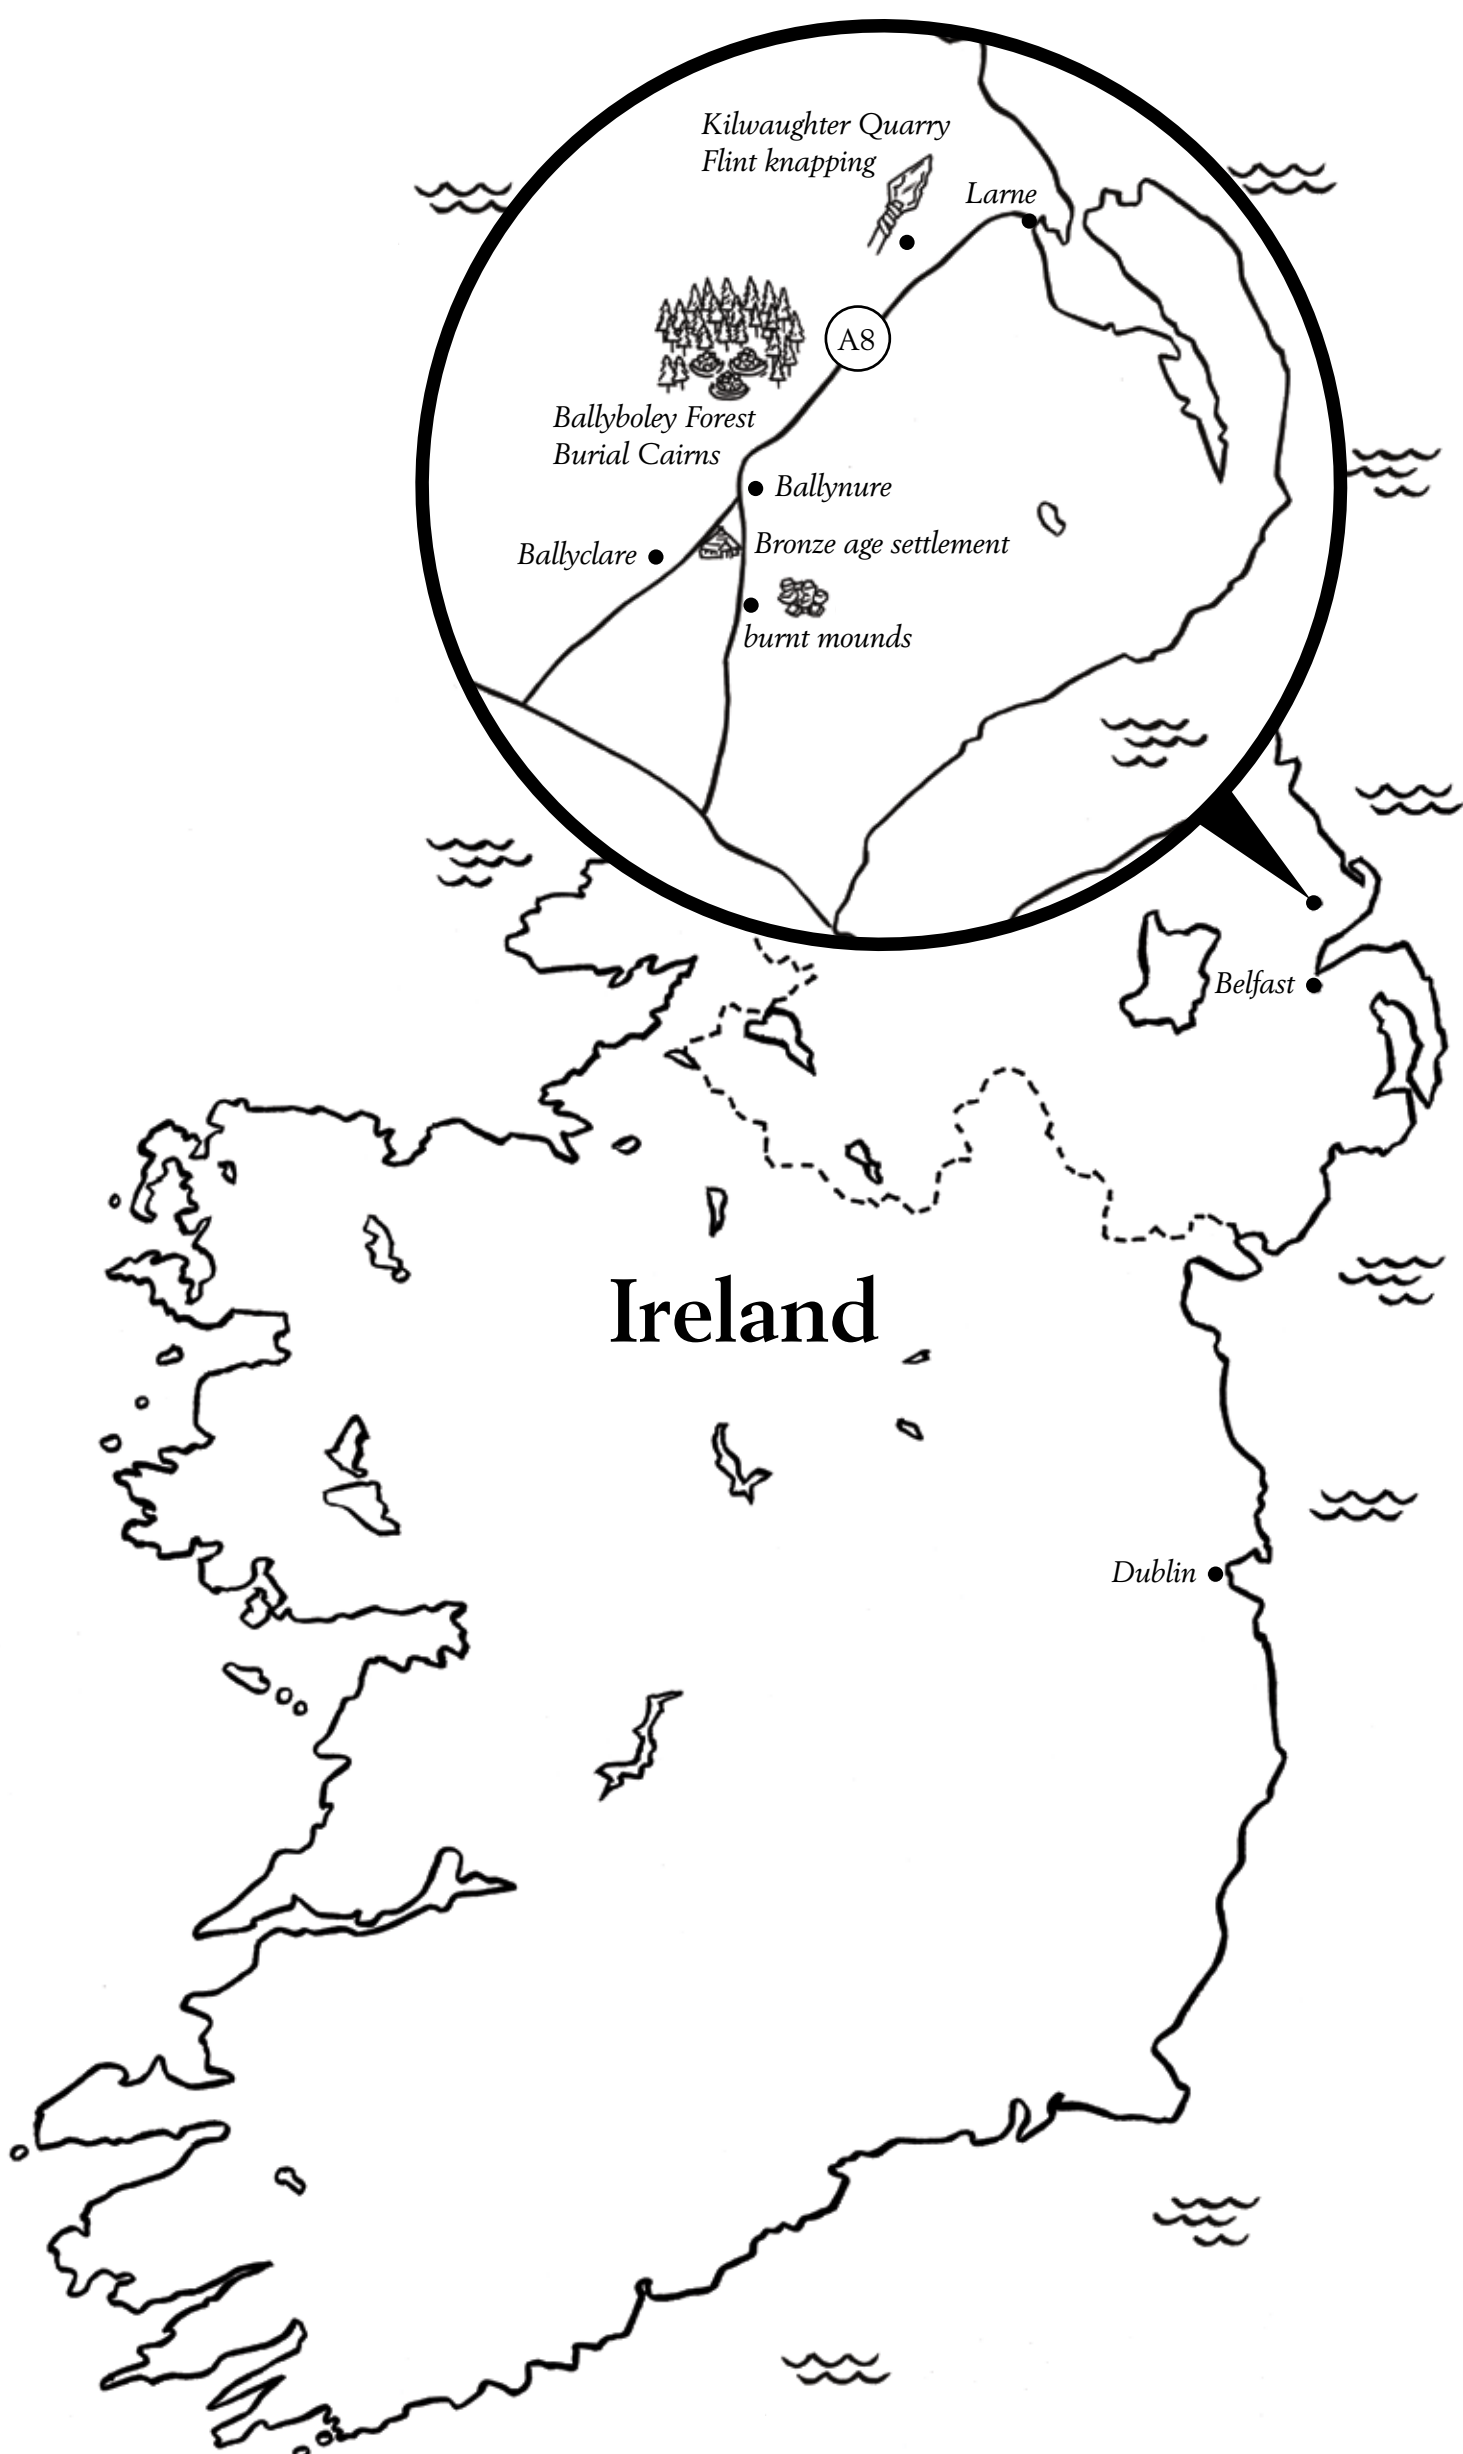 Kilwaughter Quarry
Flint knapping
Larne
A8
Ballyboley Forest
Burial Cairns
Ballynure
Bronze age settlement
Ballyclare
burnt mounds
Belfast
Ireland
Dublin